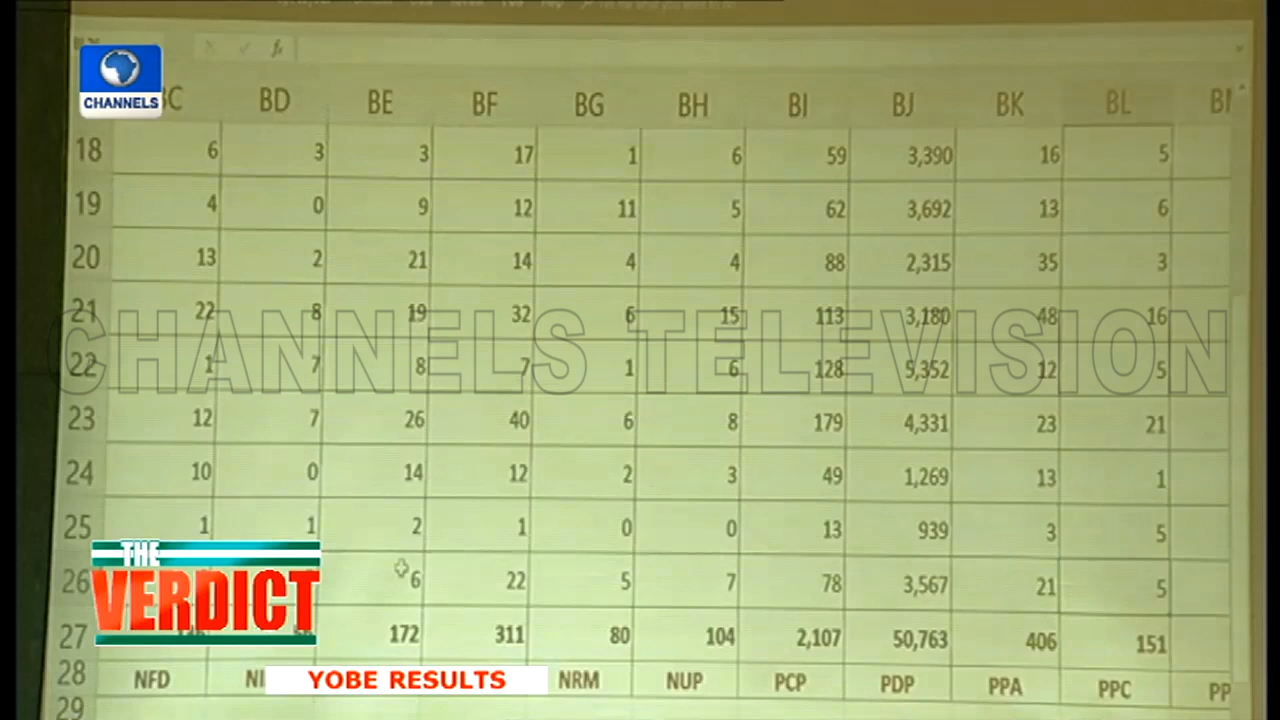 CHANNELS
BD BE BF BG BH BI BJ BK BL
18 6 3 3 17 1 6 59 3,390 16 5
19 4 0 9 12 11 5 62 3,692 13 6
20 13 2 21 14 4 4 88 2,315 35 3
21 22 8 19 32 6 15 113 3,180 48 16
CHANNELS TELEVISION
22 1 7 8 7 1 6 128 5,352 12 5
23 12 7 26 40 6 8 179 4,331 23 21
24 10 0 14 12 2 3 49 1,269 13 1
25 1 1 2 1 0 0 13 939 3 5
THE
VERDICT
26 6 22 5 7 78 3,567 21 5
27 172 311 80 104 2,107 50,763 406 151
28 NFD NRM NUP PCP PDP PPA PPC
YOBE RESULTS
29